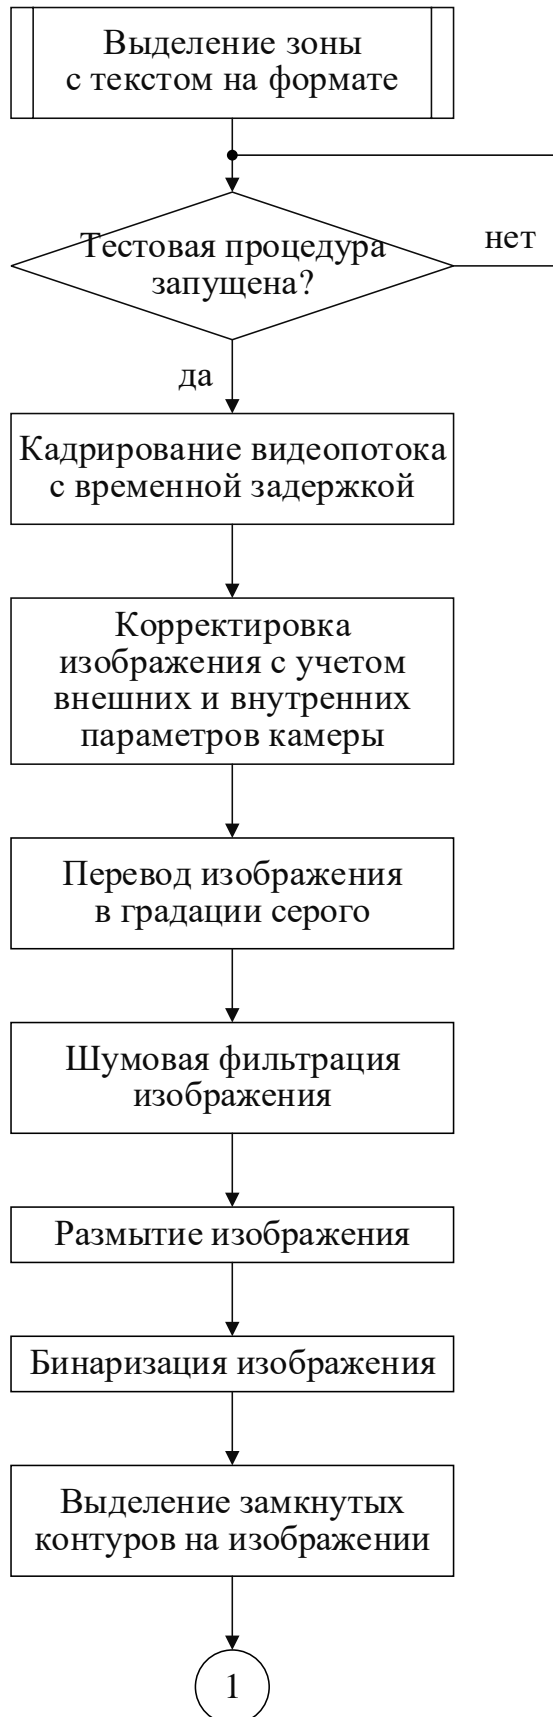 Выделение зоны
с текстом на формате
Тестовая процедура
запущена?
нет
да
Кадрирование видеопотока
с временной задержкой
Корректировка
изображения с учетом
внешних и внутренних
параметров камеры
Перевод изображения
в градации серого
Шумовая фильтрация
изображения
Размытие изображения
Бинаризация изображения
Выделение замкнутых
контуров на изображении
1